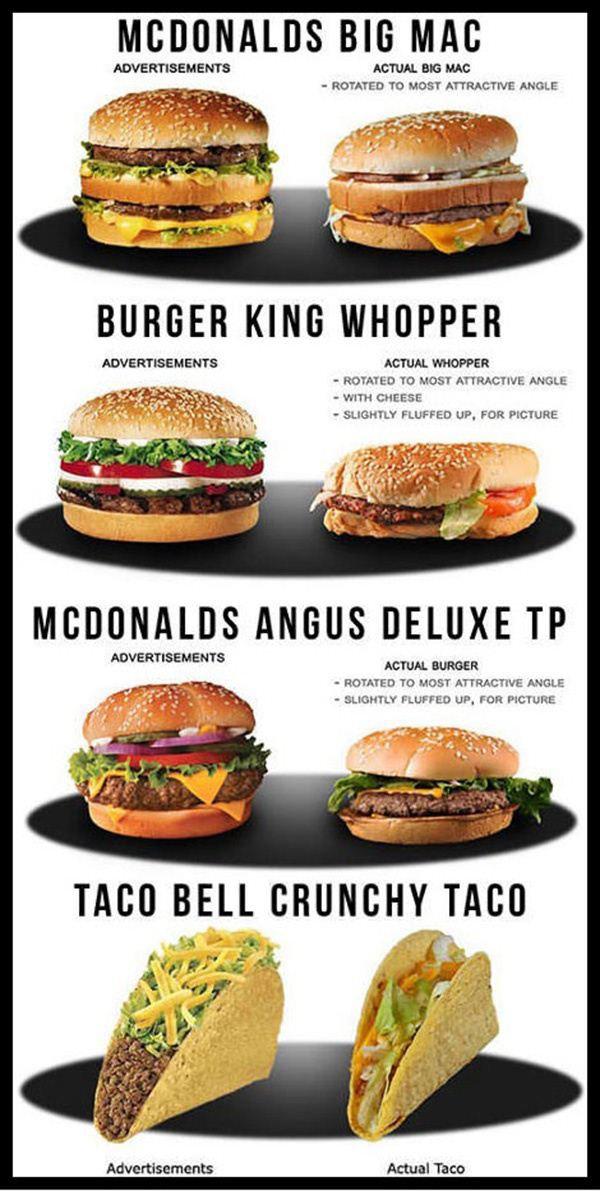 MCDONALDS BIG MAC
ADVERTISEMENTS
ACTUAL BIG MAC
- ROTATED TO MOST ATTRACTIVE ANGLE
BURGER KING WHOPPER
ADVERTISEMENTS
ACTUAL WHOPPER
- ROTATED TO MOST ATTRACTIVE ANGLE
- WITH CHEESE
- SLIGHTLY FLUFFED UP, FOR PICTURE
MCDONALDS ANGUS DELUXE TP
ADVERTISEMENTS
ACTUAL BURGER
- ROTATED TO MOST ATTRACTIVE ANGLE
- SLIGHTLY FLUFFED UP, FOR PICTURE
TACO BELL CRUNCHY TACO
Advertisements
Actual Taco